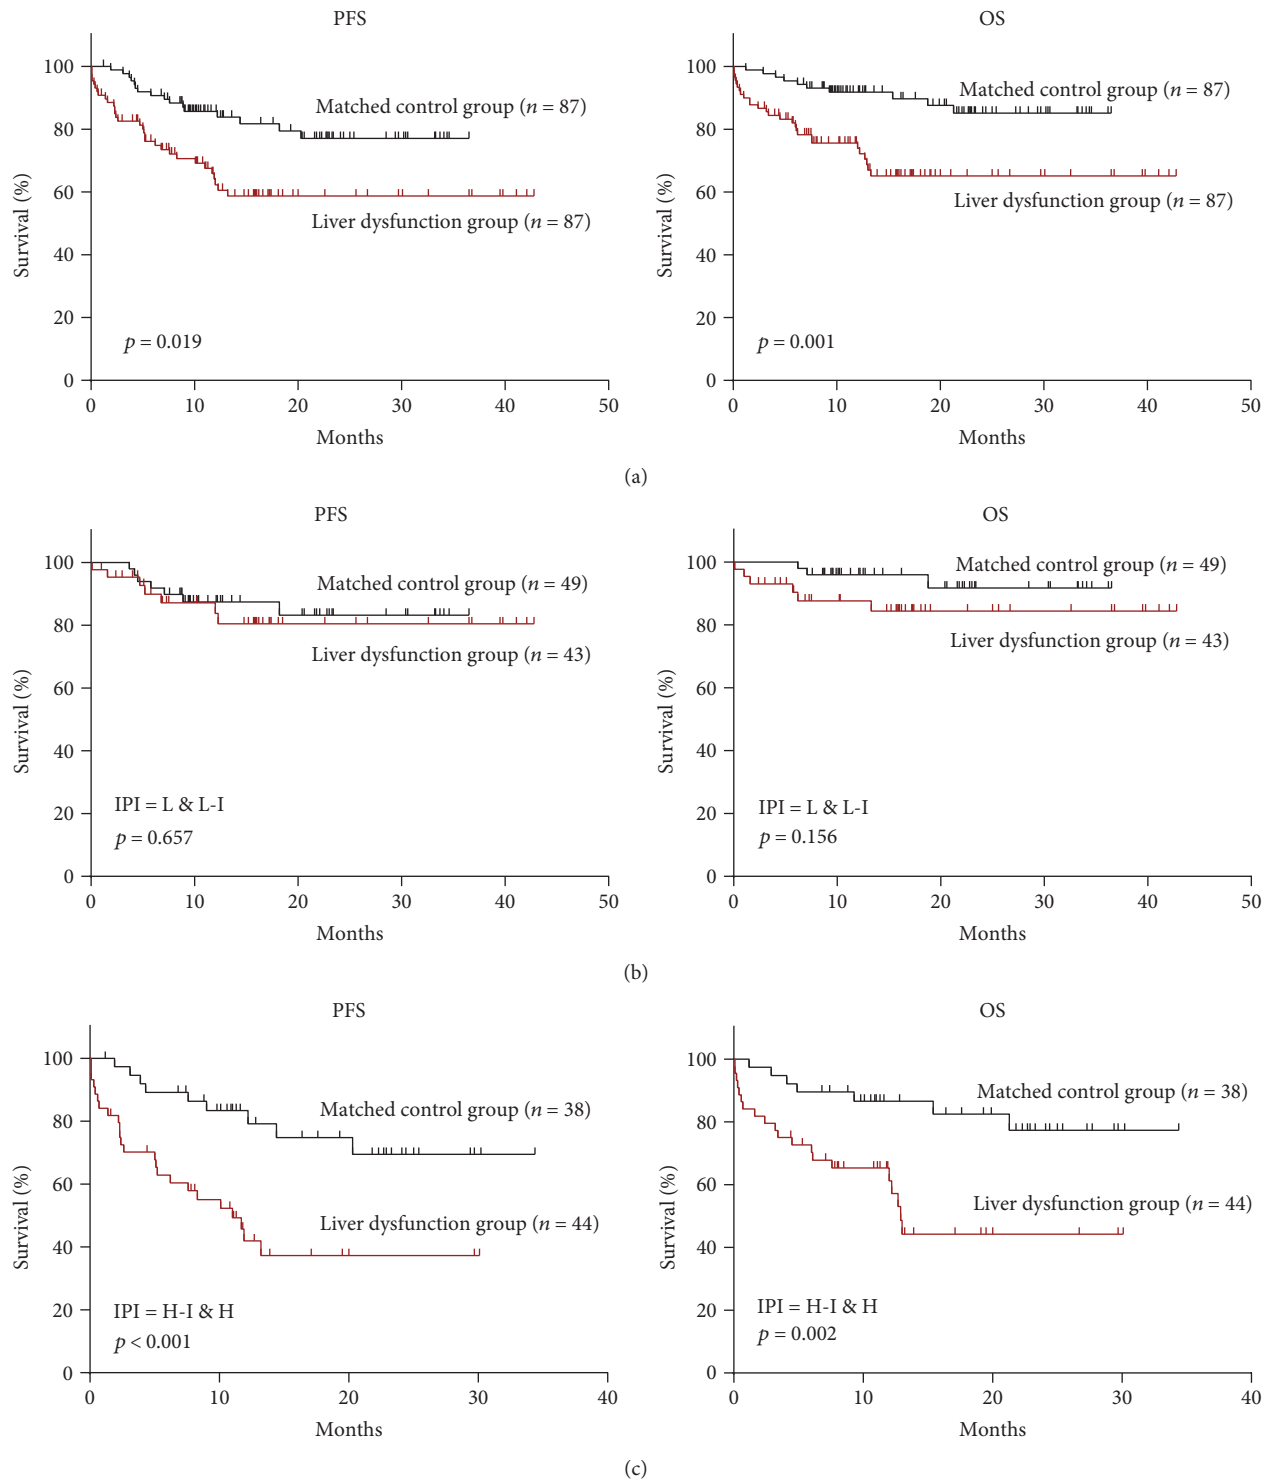 PFS
100
80
60
40
20
0
Survival (%)
Matched control group (n = 87)
Liver dysfunction group (n = 87)
p = 0.019
0 10 20 30 40 50
Months
OS
100
80
60
40
20
0
Survival (%)
Matched control group (n = 87)
Liver dysfunction group (n = 87)
p = 0.001
0 10 20 30 40 50
Months
(a)
PFS
100
80
60
40
20
0
Survival (%)
Matched control group (n = 49)
Liver dysfunction group (n = 43)
IPI = L & L-I
p = 0.657
0 10 20 30 40 50
Months
OS
100
80
60
40
20
0
Survival (%)
Matched control group (n = 49)
Liver dysfunction group (n = 43)
IPI = L & L-I
p = 0.156
0 10 20 30 40 50
Months
(b)
PFS
100
80
60
40
20
0
Survival (%)
Matched control group (n = 38)
Liver dysfunction group (n = 44)
IPI = H-I & H
p < 0.001
0 10 20 30 40
Months
OS
100
80
60
40
20
0
Survival (%)
Matched control group (n = 38)
Liver dysfunction group (n = 44)
IPI = H-I & H
p = 0.002
0 10 20 30 40
Months
(c)